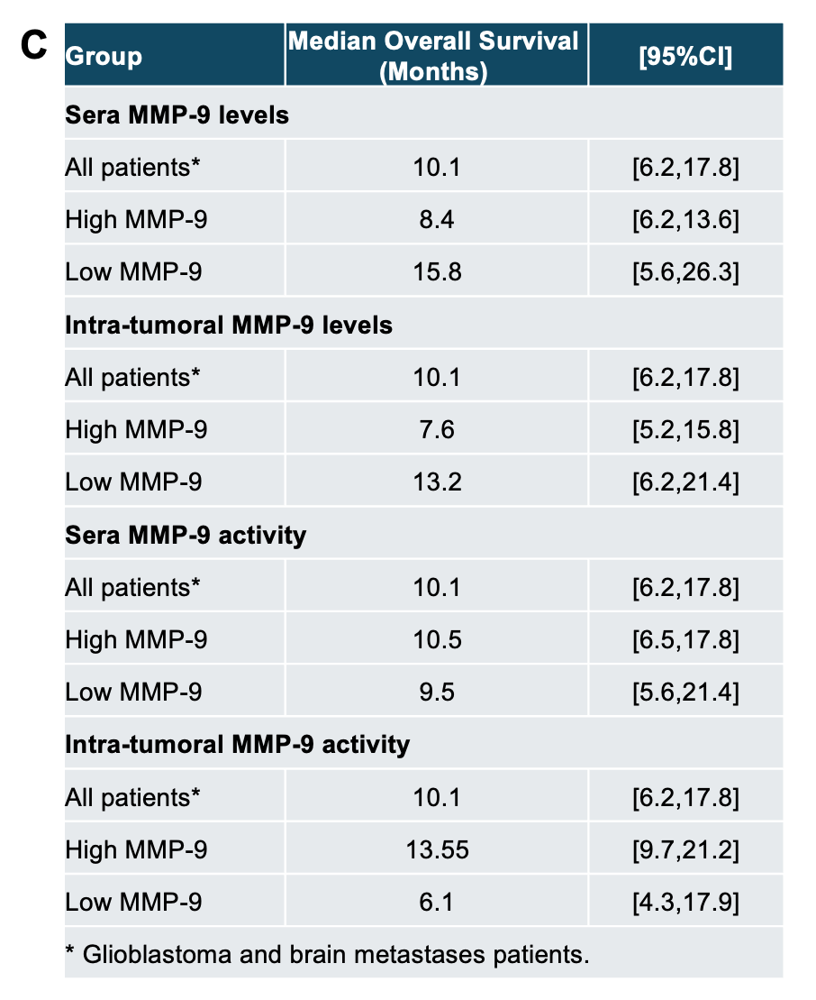 C
Group Median Overall Survival (Months) [95%CI]
Sera MMP-9 levels
All patients* 10.1 [6.2,17.8]
High MMP-9 8.4 [6.2,13.6]
Low MMP-9 15.8 [5.6,26.3]
Intra-tumoral MMP-9 levels
All patients* 10.1 [6.2,17.8]
High MMP-9 7.6 [5.2,15.8]
Low MMP-9 13.2 [6.2,21.4]
Sera MMP-9 activity
All patients* 10.1 [6.2,17.8]
High MMP-9 10.5 [6.5,17.8]
Low MMP-9 9.5 [5.6,21.4]
Intra-tumoral MMP-9 activity
All patients* 10.1 [6.2,17.8]
High MMP-9 13.55 [9.7,21.2]
Low MMP-9 6.1 [4.3,17.9]
* Glioblastoma and brain metastases patients.